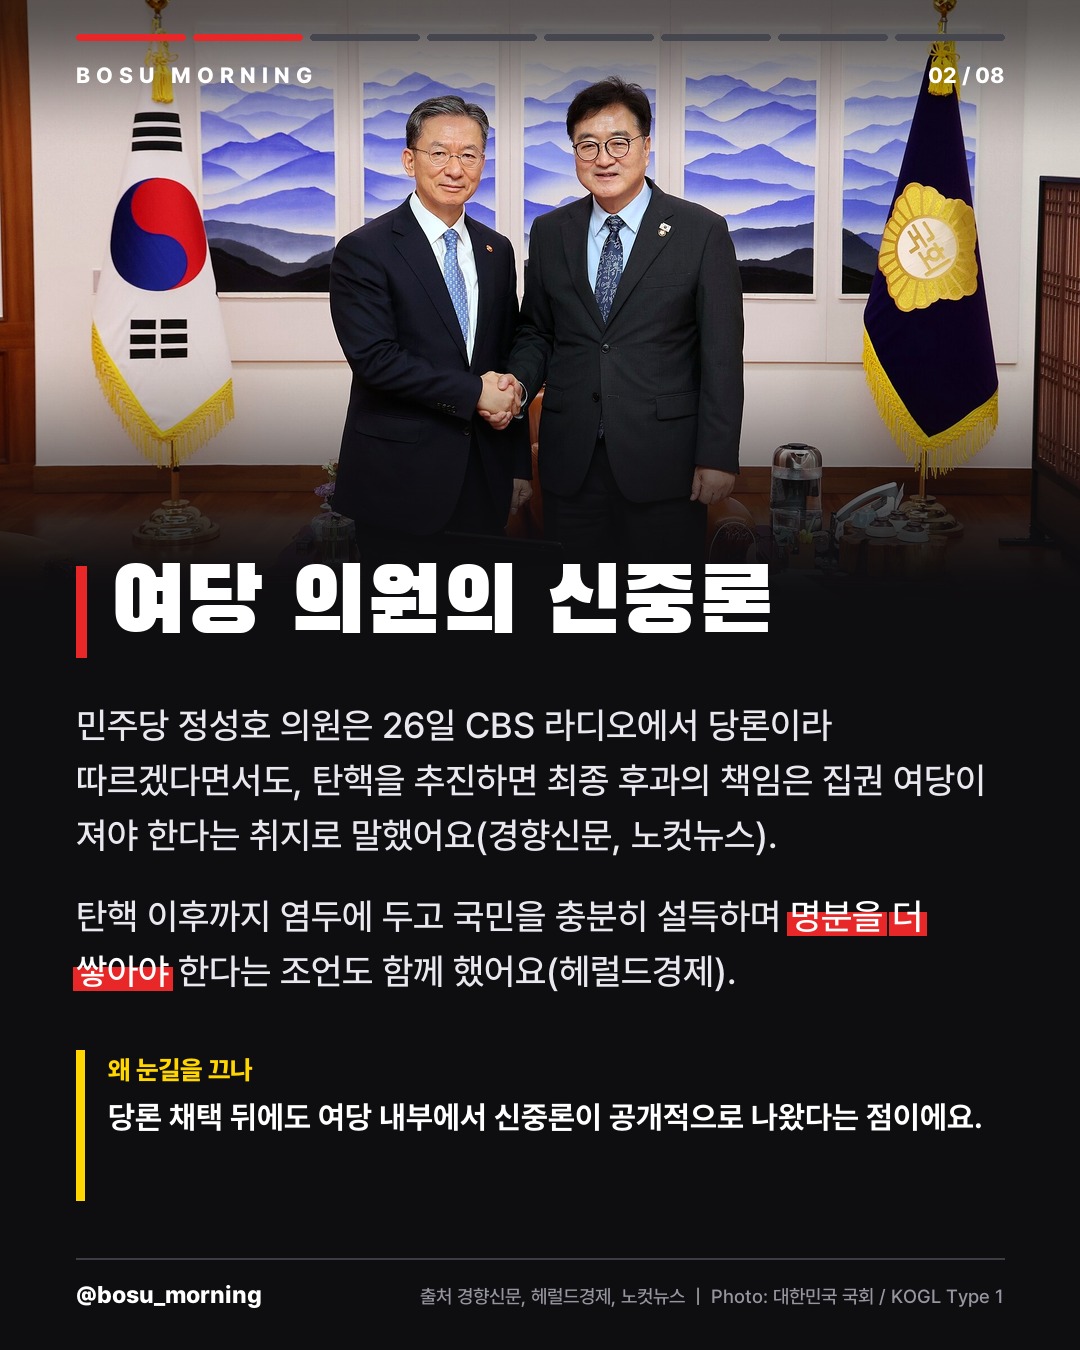 BOSU MORNING
02 / 08
국회
여당 의원의 신중론
민주당 정성호 의원은 26일 CBS 라디오에서 당론이라
따르겠다면서도, 탄핵을 추진하면 최종 후과의 책임은 집권 여당이
져야 한다는 취지로 말했어요(경향신문, 노컷뉴스).
탄핵 이후까지 염두에 두고 국민을 충분히 설득하며 명분을 더
쌓아야 한다는 조언도 함께 했어요(헤럴드경제).
왜 눈길을 끄나
당론 채택 뒤에도 여당 내부에서 신중론이 공개적으로 나왔다는 점이에요.
@bosu_morning
출처 경향신문, 헤럴드경제, 노컷뉴스 | Photo: 대한민국 국회 / KOGL Type 1